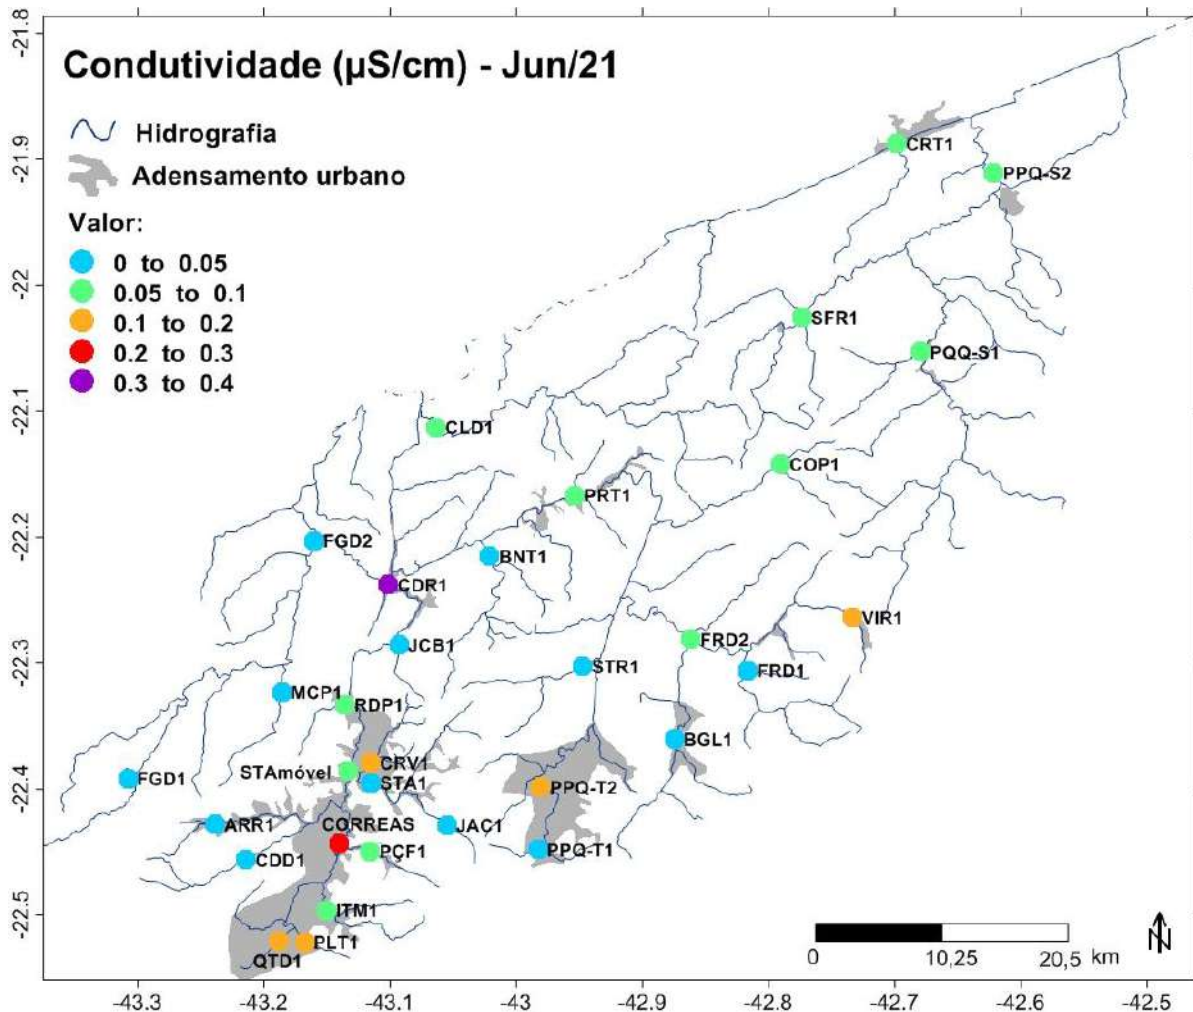 Condutividade (µS/cm) - Jun/21
Hidrografia
Adensamento urbano
Valor:
0 to 0.05
0.05 to 0.1
0.1 to 0.2
0.2 to 0.3
0.3 to 0.4
-21.8
-21.9
-22
-22.1
-22.2
-22.3
-22.4
-22.5
CRT1
PPQ-S2
SFR1
PQQ-S1
CLD1
COP1
PRT1
FGD2
BNT1
CDR1
VIR1
FRD2
JCB1
STR1
FRD1
MCP1
RDP1
BGL1
CRV1
STAmóvel
FGD1
STA1
PPQ-T2
ARR1
CORREAS
JAC1
CDD1
PÇF1
PPQ-T1
ITM1
PLT1
QTD1
0 10,25 20,5 km
N
-43.3 -43.2 -43.1 -43 -42.9 -42.8 -42.7 -42.6 -42.5